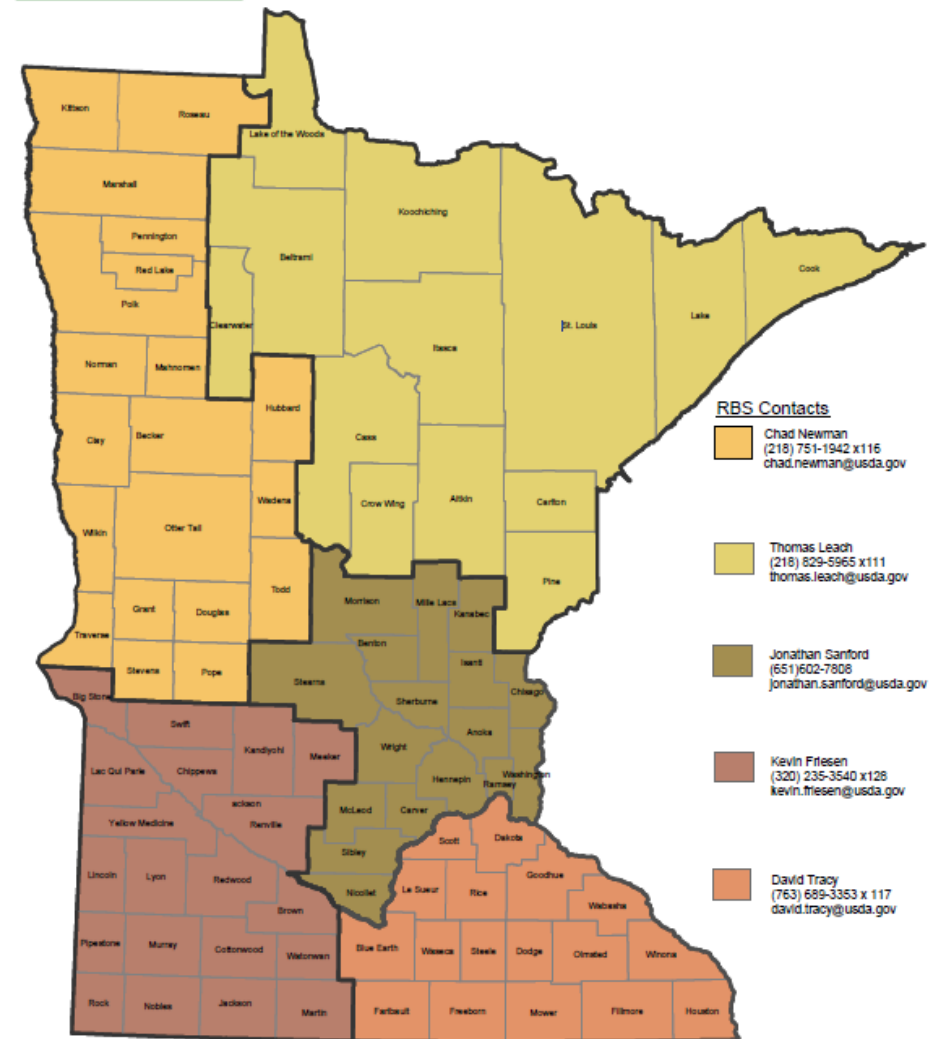 Kittson
Roseau
Lake of the Woods
Marshall
Koochiching
Pennington
Beltrami
Red Lake
Cook
Polk
Clearwater
St. Louis
Lake
Itasca
Norman
Mahnomen
Hubbard
RBS Contacts
Clay
Becker
Cass
Chad Newman
(218) 751-1942 x116
chad.newman@usda.gov
Wadena
Crow Wing
Aitkin
Carlton
Otter Tail
Wilkin
Thomas Leach
(218) 829-5965 x111
thomas.leach@usda.gov
Pine
Todd
Morrison
Mille Lacs
Kanabec
Grant
Douglas
Traverse
Benton
Isanti
Jonathan Sanford
(651)602-7808
jonathan.sanford@usda.gov
Stevens
Pope
Stearns
Chisago
Big Stone
Sherburne
Swift
Anoka
Wright
Kandiyohi
Meeker
Kevin Friesen
(320) 235-3540 x128
kevin.friesen@usda.gov
Lac Qui Parle
Chippewa
Hennepin
Washington
Ramsey
ackson
McLeod
Carver
Yellow Medicine
Renville
Scott
Dakota
Sibley
Lincoln
Lyon
Redwood
Nicollet
Le Sueur
Rice
Goodhue
David Tracy
(763) 689-3353 x 117
david.tracy@usda.gov
Brown
Wabasha
Pipestone
Murray
Cottonwood
Watonwan
Blue Earth
Waseca
Steele
Dodge
Olmsted
Winona
Rock
Nobles
Jackson
Martin
Faribault
Freeborn
Mower
Fillmore
Houston